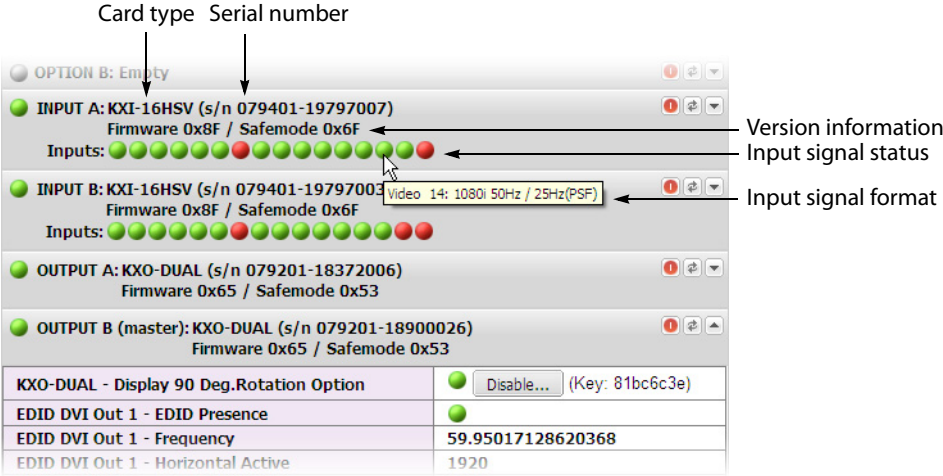 Card type Serial number
OPTION B: Empty
INPUT A: KXI-16HSV (s/n 079401-19797007)
Firmware 0x8F / Safemode 0x6F
Version information
Inputs:
Input signal status
INPUT B: KXI-16HSV (s/n 079401-19797003
Video 14: 1080i 50Hz / 25Hz(PSF)
Input signal format
Firmware 0x8F / Safemode 0x6F
Inputs:
OUTPUT A: KXO-DUAL (s/n 079201-18372006)
Firmware 0x65 / Safemode 0x53
OUTPUT B (master): KXO-DUAL (s/n 079201-18900026)
Firmware 0x65 / Safemode 0x53
KXO-DUAL - Display 90 Deg.Rotation Option Disable... (Key: 81bc6c3e)
EDID DVI Out 1 - EDID Presence
EDID DVI Out 1 - Frequency 59.95017128620368
EDID DVI Out 1 - Horizontal Active 1920